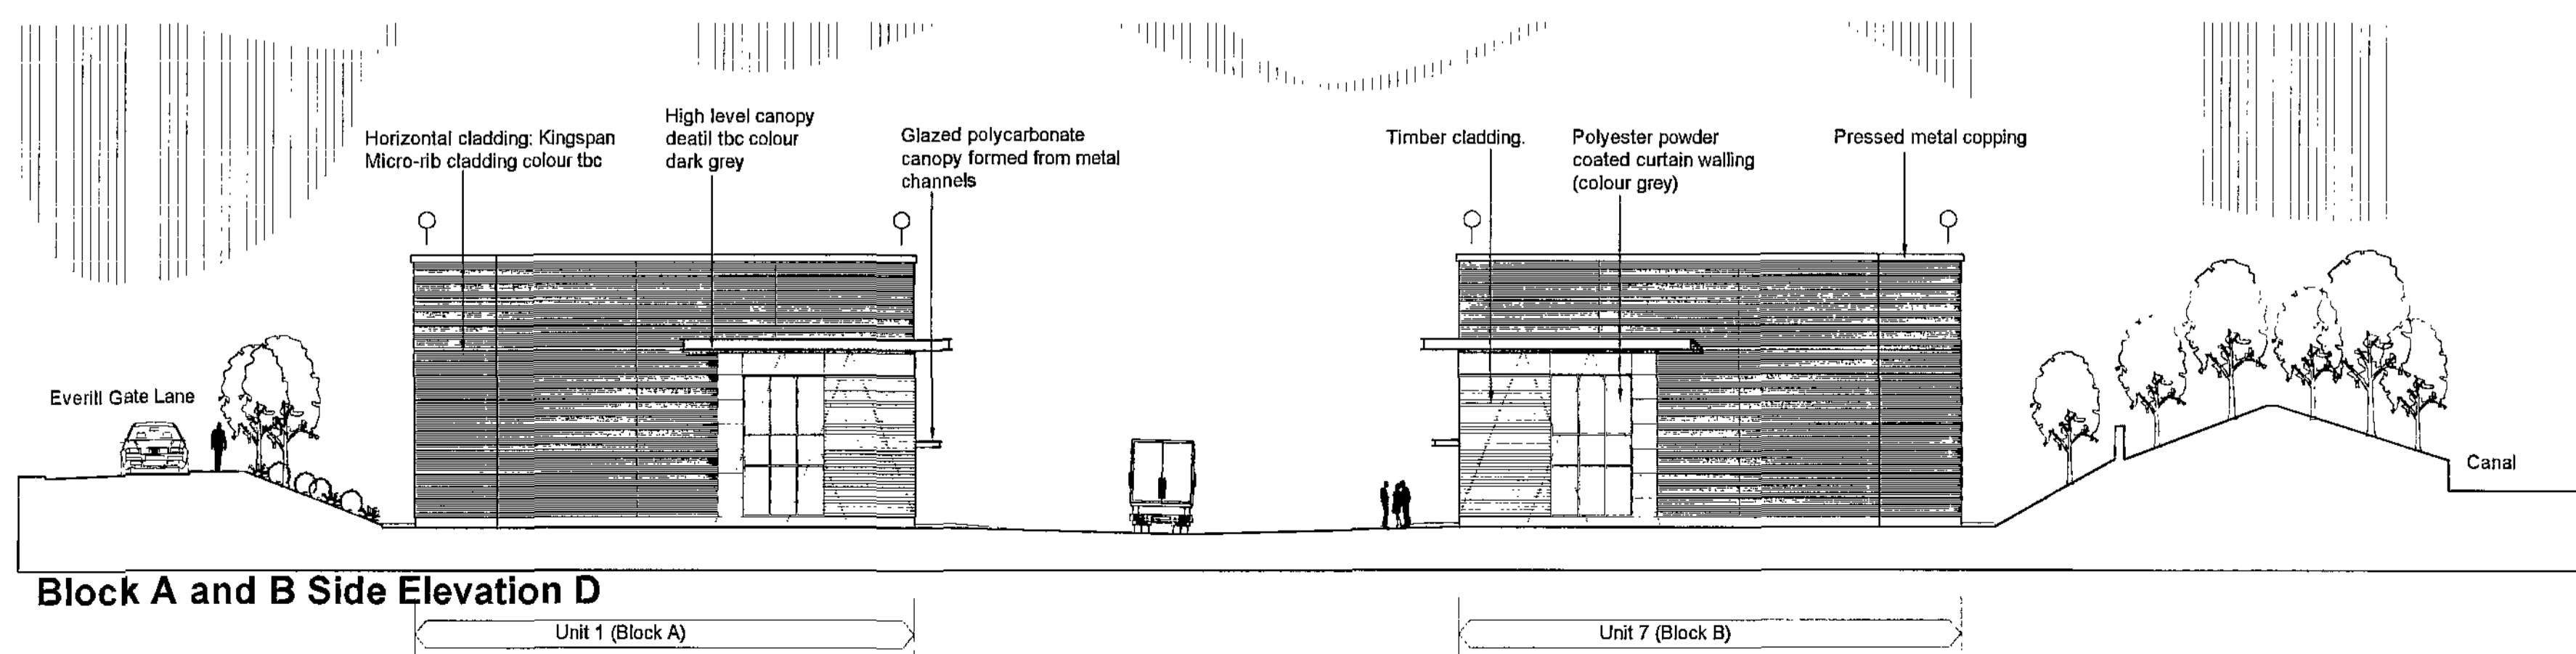 Horizontal cladding: Kingspan
Micro-rib cladding colour tbc
High level canopy
deatil tbc colour
dark grey
Glazed polycarbonate
canopy formed from metal
channels
Timber cladding.
Polyester powder
coated curtain walling
(colour grey)
Pressed metal copping
Everill Gate Lane
Canal
Block A and B Side Elevation D
Unit 1 (Block A)
Unit 7 (Block B)